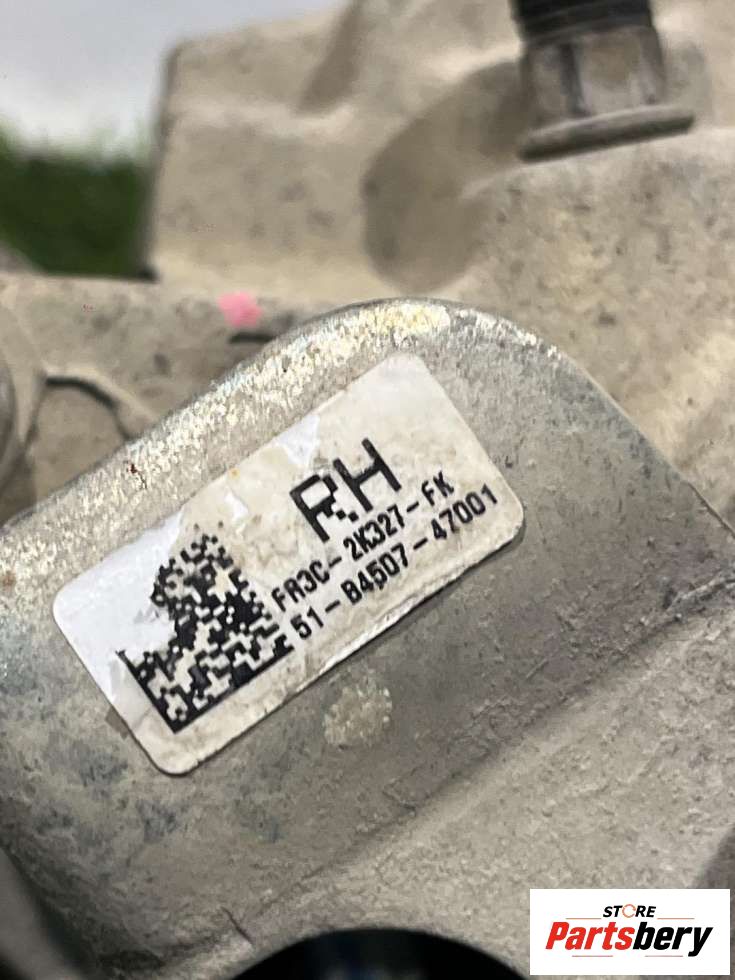 RH
FR3C-2K327-FK
51-B4507-47001
STORE
Partsbery